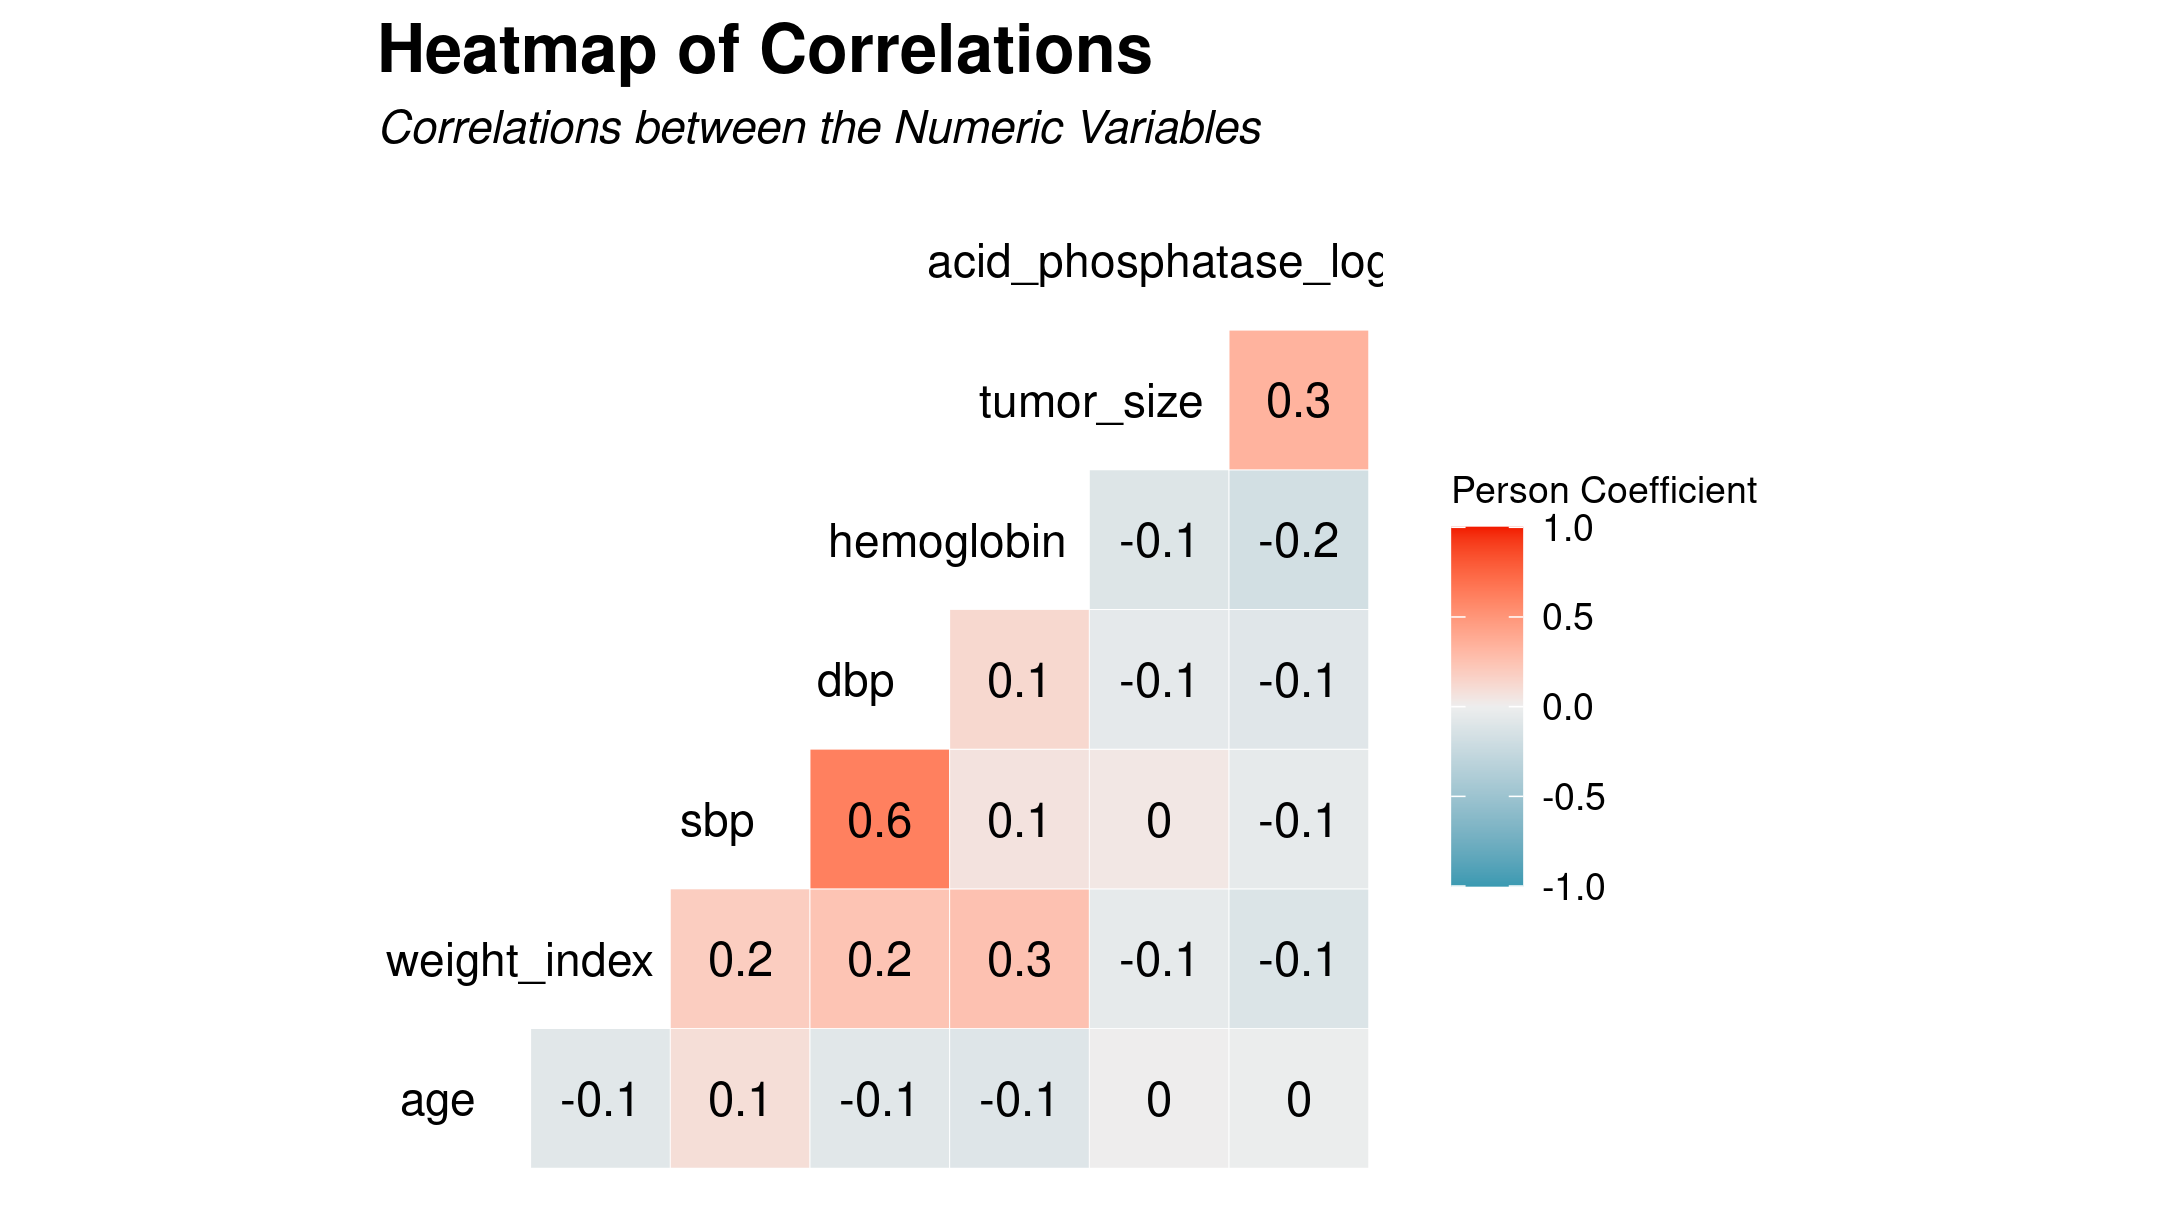 Heatmap of Correlations
Correlations between the Numeric Variables
acid_phosphatase_log
tumor_size 0.3
hemoglobin -0.1 -0.2
Person Coefficient
1.0
0.5
0.0
-0.5
-1.0
dbp 0.1 -0.1 -0.1
sbp 0.6 0.1 0 -0.1
weight_index 0.2 0.2 0.3 -0.1 -0.1
age -0.1 0.1 -0.1 -0.1 0 0